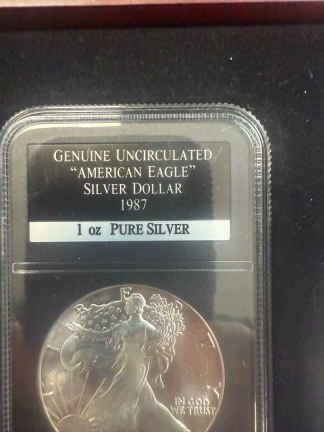 GENUINE UNCIRCULATED
"AMERICAN EAGLE"
SILVER DOLLAR
1987
1 oz PURE SILVER
IN GOD
WE TRUST